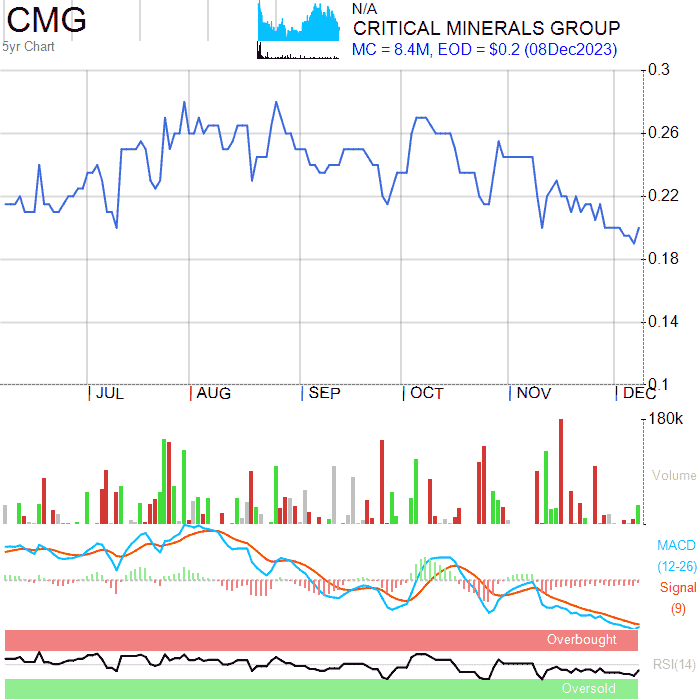 CMG
5yr Chart
N/A
CRITICAL MINERALS GROUP
MC = 8.4M, EOD = $0.2 (08Dec2023)
0.3
0.26
0.22
0.18
0.14
0.1
JUL AUG SEP OCT NOV DEC
180k
Volume
MACD
(12-26)
Signal
(9)
Overbought
RSI(14)
Oversold